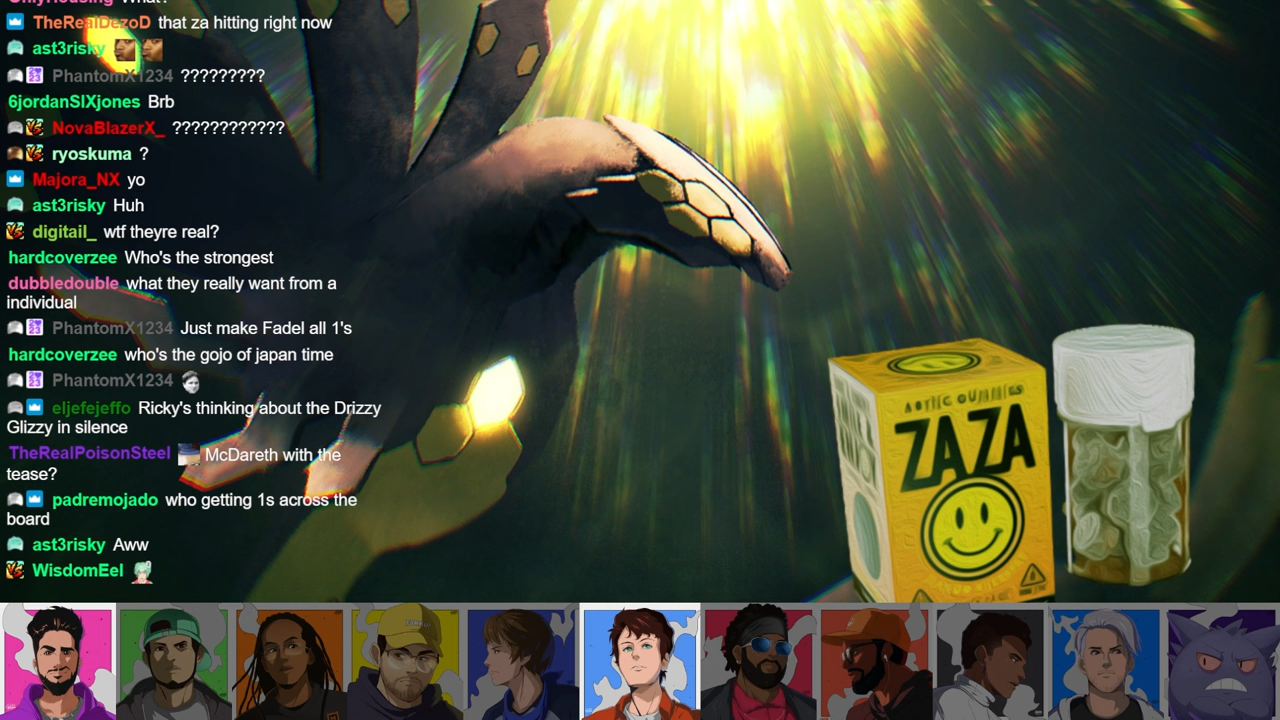 TheRealDezoD that za hitting right now
ast3risky
PhantomX1234 ?????????
6jordanSIXjones Brb
NovaBlazerX_ ????????????
ryoskuma ?
Majora_NX yo
ast3risky Huh
digitail_ wtf theyre real?
hardcoverzee Who's the strongest
dubbledouble what they really want from a
individual
PhantomX1234 Just make Fadel all 1's
hardcoverzee who's the gojo of japan time
PhantomX1234
eljefejeffo Ricky's thinking about the Drizzy
Glizzy in silence
TheRealPoisonSteel McDareth with the
tease?
padremojado who getting 1s across the
board
ast3risky Aww
WisdomEel
ZAZA